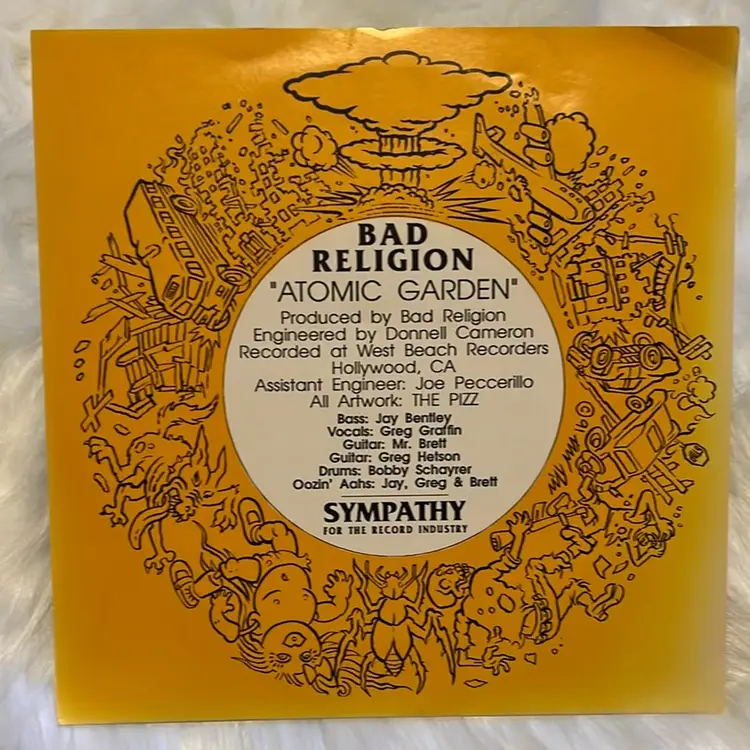 BAD
RELIGION
"ATOMIC GARDEN"
Produced by Bad Religion
Engineered by Donnell Cameron
Recorded at West Beach Recorders
Hollywood, CA
Assistant Engineer: Joe Peccerillo
All Artwork: THE PIZZ
Bass: Jay Bentley
Vocals: Greg Graffin
Guitar: Mr. Brett
Guitar: Greg Hetson
Drums: Bobby Schayrer
Oozin' Aahs: Jay, Greg & Brett
SYMPATHY
FOR THE RECORD INDUSTRY